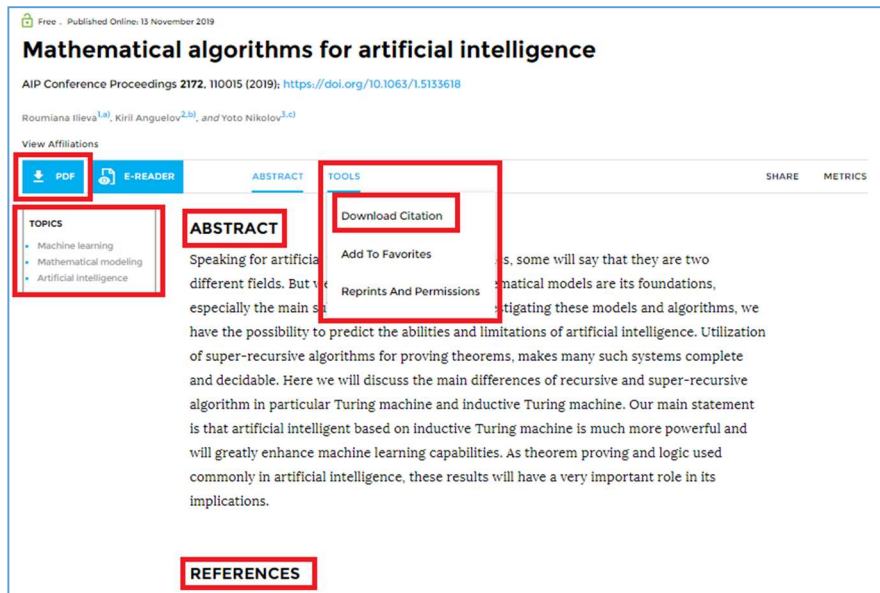 Free . Published Online: 13 November 2019
Mathematical algorithms for artificial intelligence
AIP Conference Proceedings 2172, 110015 (2019); https://doi.org/10.1063/1.5133618
Roumiana Ilieva1,a), Kiril Anguelov2,b), and Yoto Nikolov3,c)
View Affiliations
PDF E-READER ABSTRACT TOOLS SHARE METRICS
TOPICS
Machine learning
Mathematical modeling
Artificial intelligence
Download Citation
Add To Favorites
Reprints And Permissions
ABSTRACT
Speaking for artificial s, some will say that they are two
different fields. But we ematical models are its foundations,
especially the main su estigating these models and algorithms, we
have the possibility to predict the abilities and limitations of artificial intelligence. Utilization
of super-recursive algorithms for proving theorems, makes many such systems complete
and decidable. Here we will discuss the main differences of recursive and super-recursive
algorithm in particular Turing machine and inductive Turing machine. Our main statement
is that artificial intelligent based on inductive Turing machine is much more powerful and
will greatly enhance machine learning capabilities. As theorem proving and logic used
commonly in artificial intelligence, these results will have a very important role in its
implications.
REFERENCES